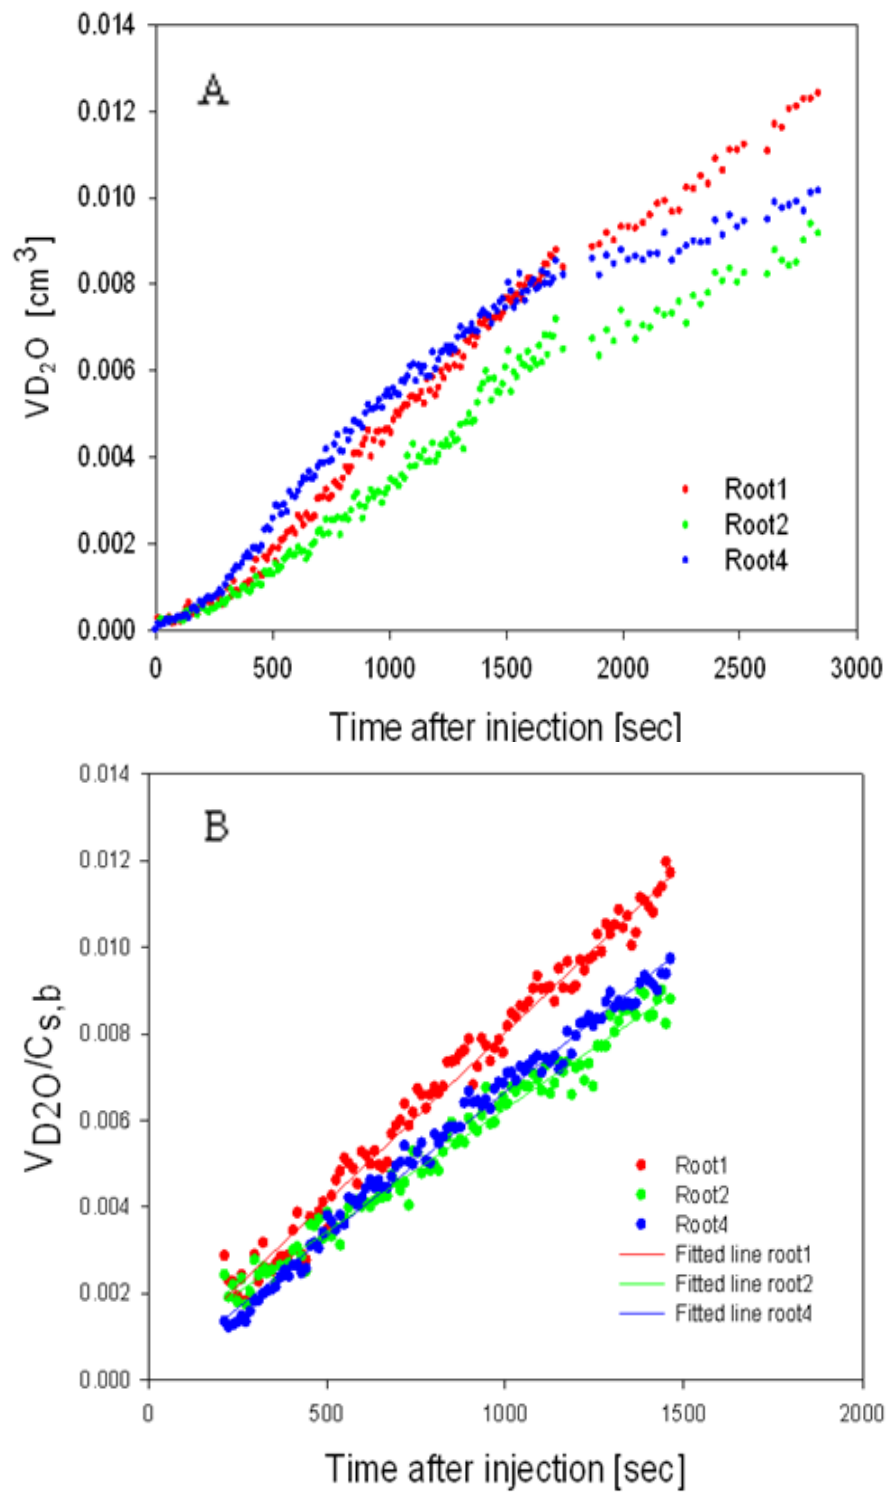 0.014
A
0.012
0.010
0.008
0.006
0.004
0.002
0.000
VD₂O [cm³]
Root1
Root2
Root4
0 500 1000 1500 2000 2500 3000
Time after injection [sec]
0.014
B
0.012
0.010
0.008
0.006
0.004
0.002
0.000
VD2O/Cs,b
Root1
Root2
Root4
Fitted line root1
Fitted line root2
Fitted line root4
0 500 1000 1500 2000
Time after injection [sec]